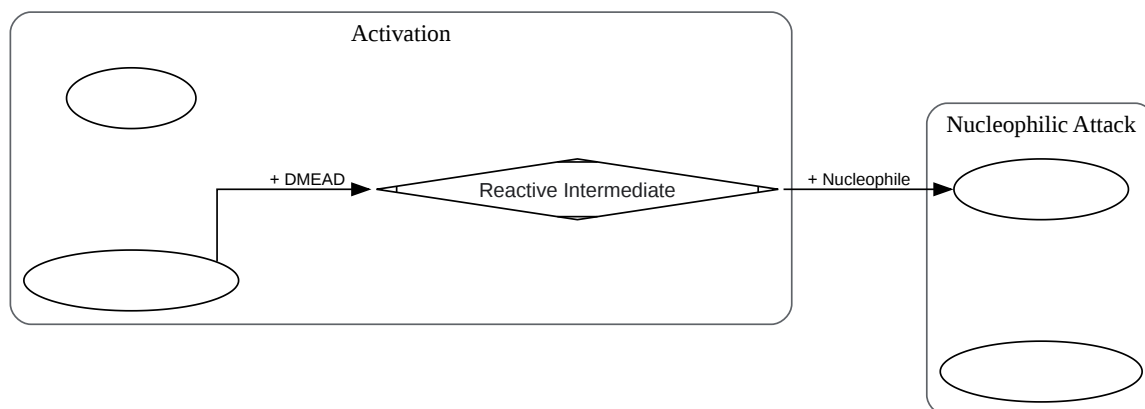 Activation
Nucleophilic Attack
+ DMEAD
Reactive Intermediate
+ Nucleophile